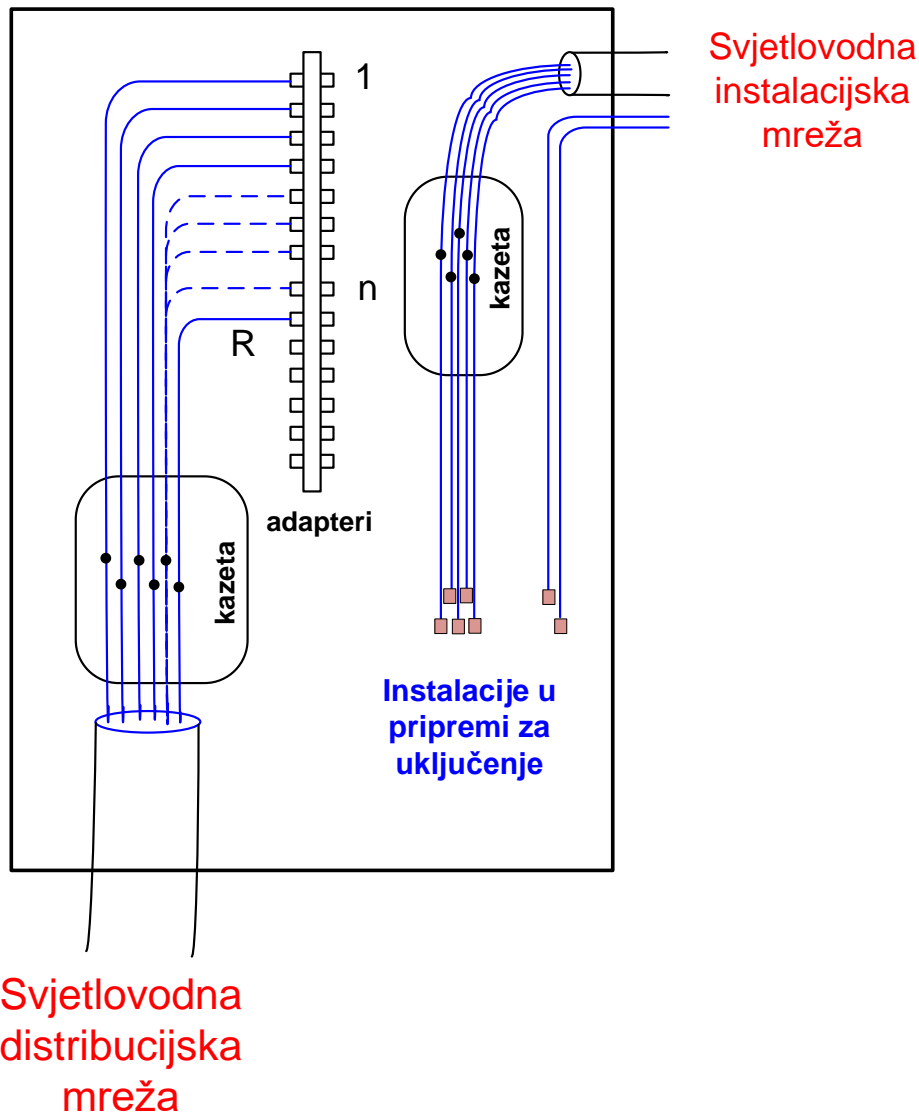 Svjetlovodna
instalacijska
mreža
1
n
R
kazeta
adapteri
kazeta
Instalacije u
pripremi za
uključenje
Svjetlovodna
distribucijska
mreža